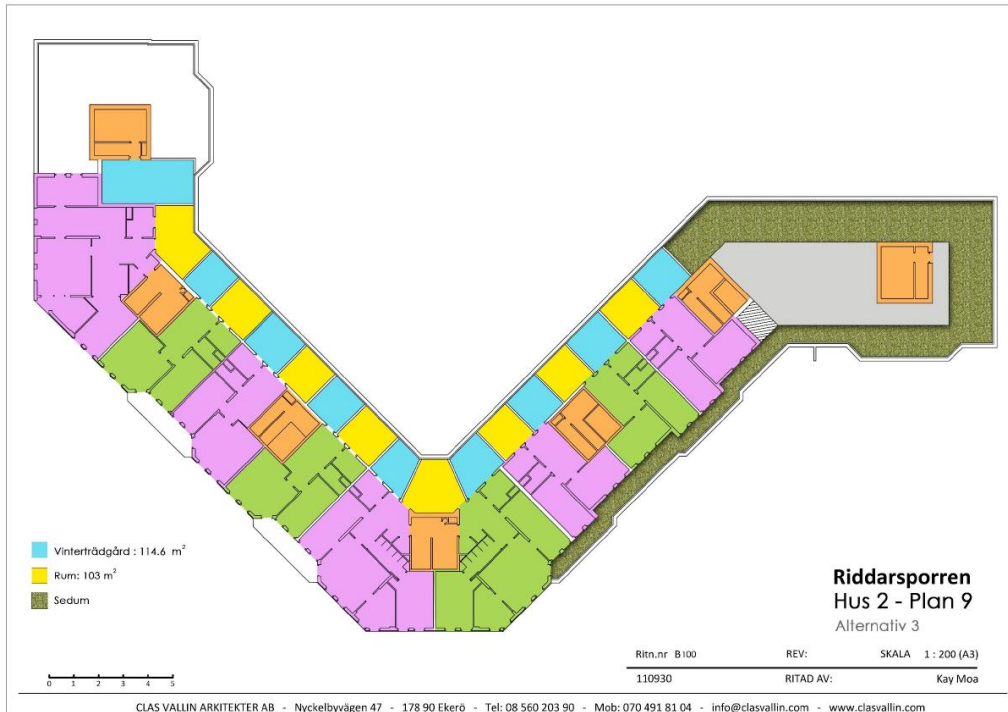 Vinterträdgård : 114.6 m²
Rum: 103 m²
Sedum
0 1 2 3 4 5
Riddarsporren
Hus 2 - Plan 9
Alternativ 3
Ritn.nr B100 REV: SKALA 1 : 200 (A3)
110930 RITAD AV: Kay Moa
CLAS VALLIN ARKITEKTER AB - Nyckelbyvägen 47 - 178 90 Ekerö - Tel: 08 560 203 90 - Mob: 070 491 81 04 - info@clasvallin.com - www.clasvallin.com